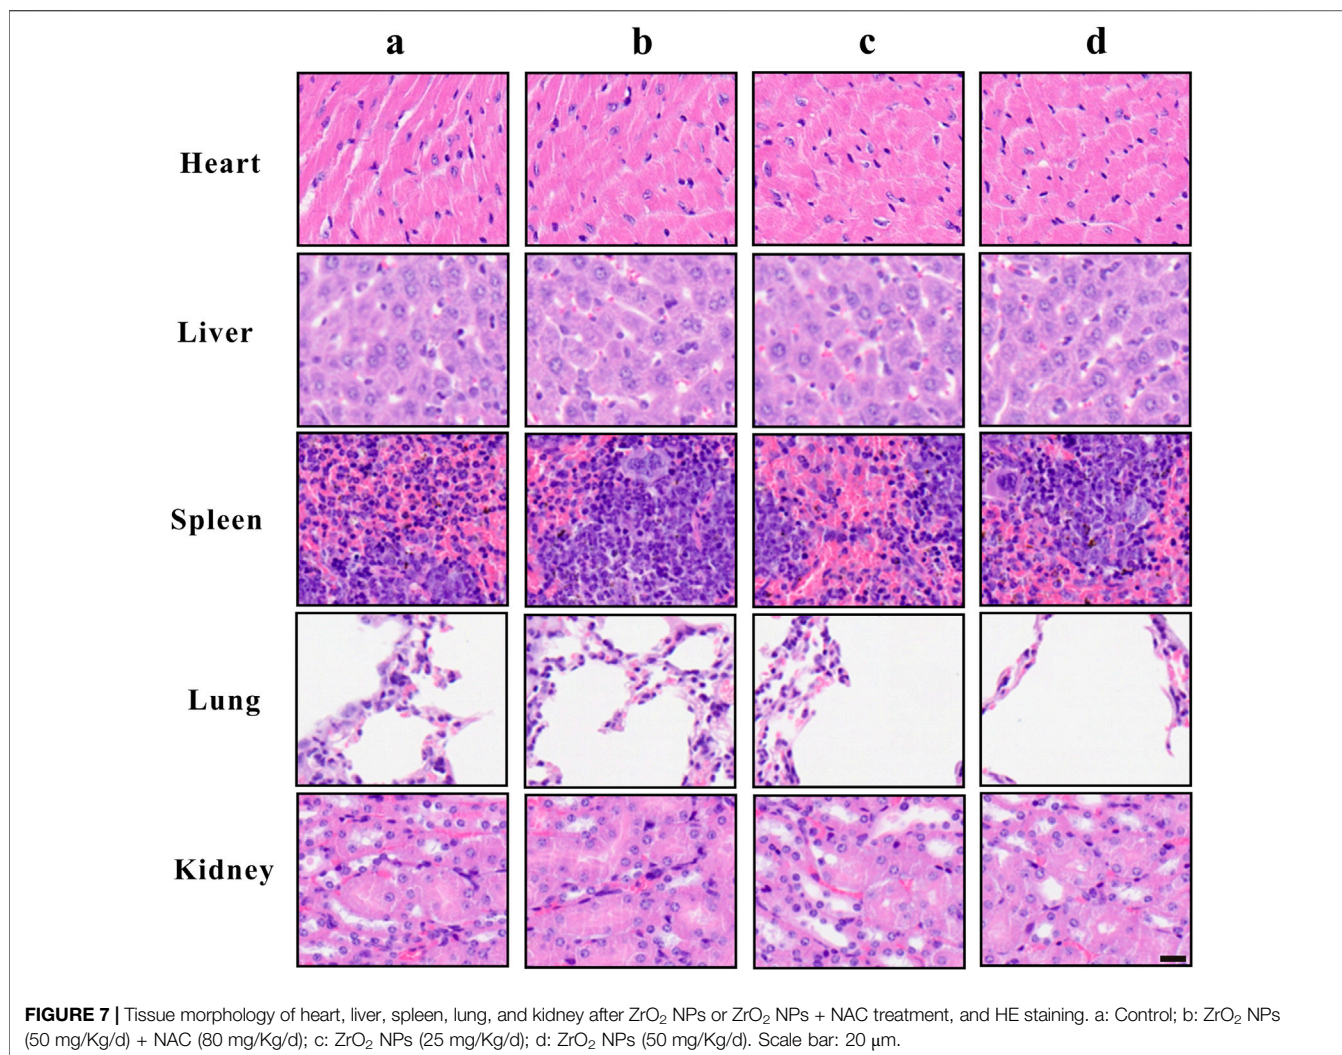 a b c d
Heart
Liver
Spleen
Lung
Kidney
FIGURE 7 | Tissue morphology of heart, liver, spleen, lung, and kidney after ZrO₂ NPs or ZrO₂ NPs + NAC treatment, and HE staining. a: Control; b: ZrO₂ NPs
(50 mg/Kg/d) + NAC (80 mg/Kg/d); c: ZrO₂ NPs (25 mg/Kg/d); d: ZrO₂ NPs (50 mg/Kg/d). Scale bar: 20 μm.